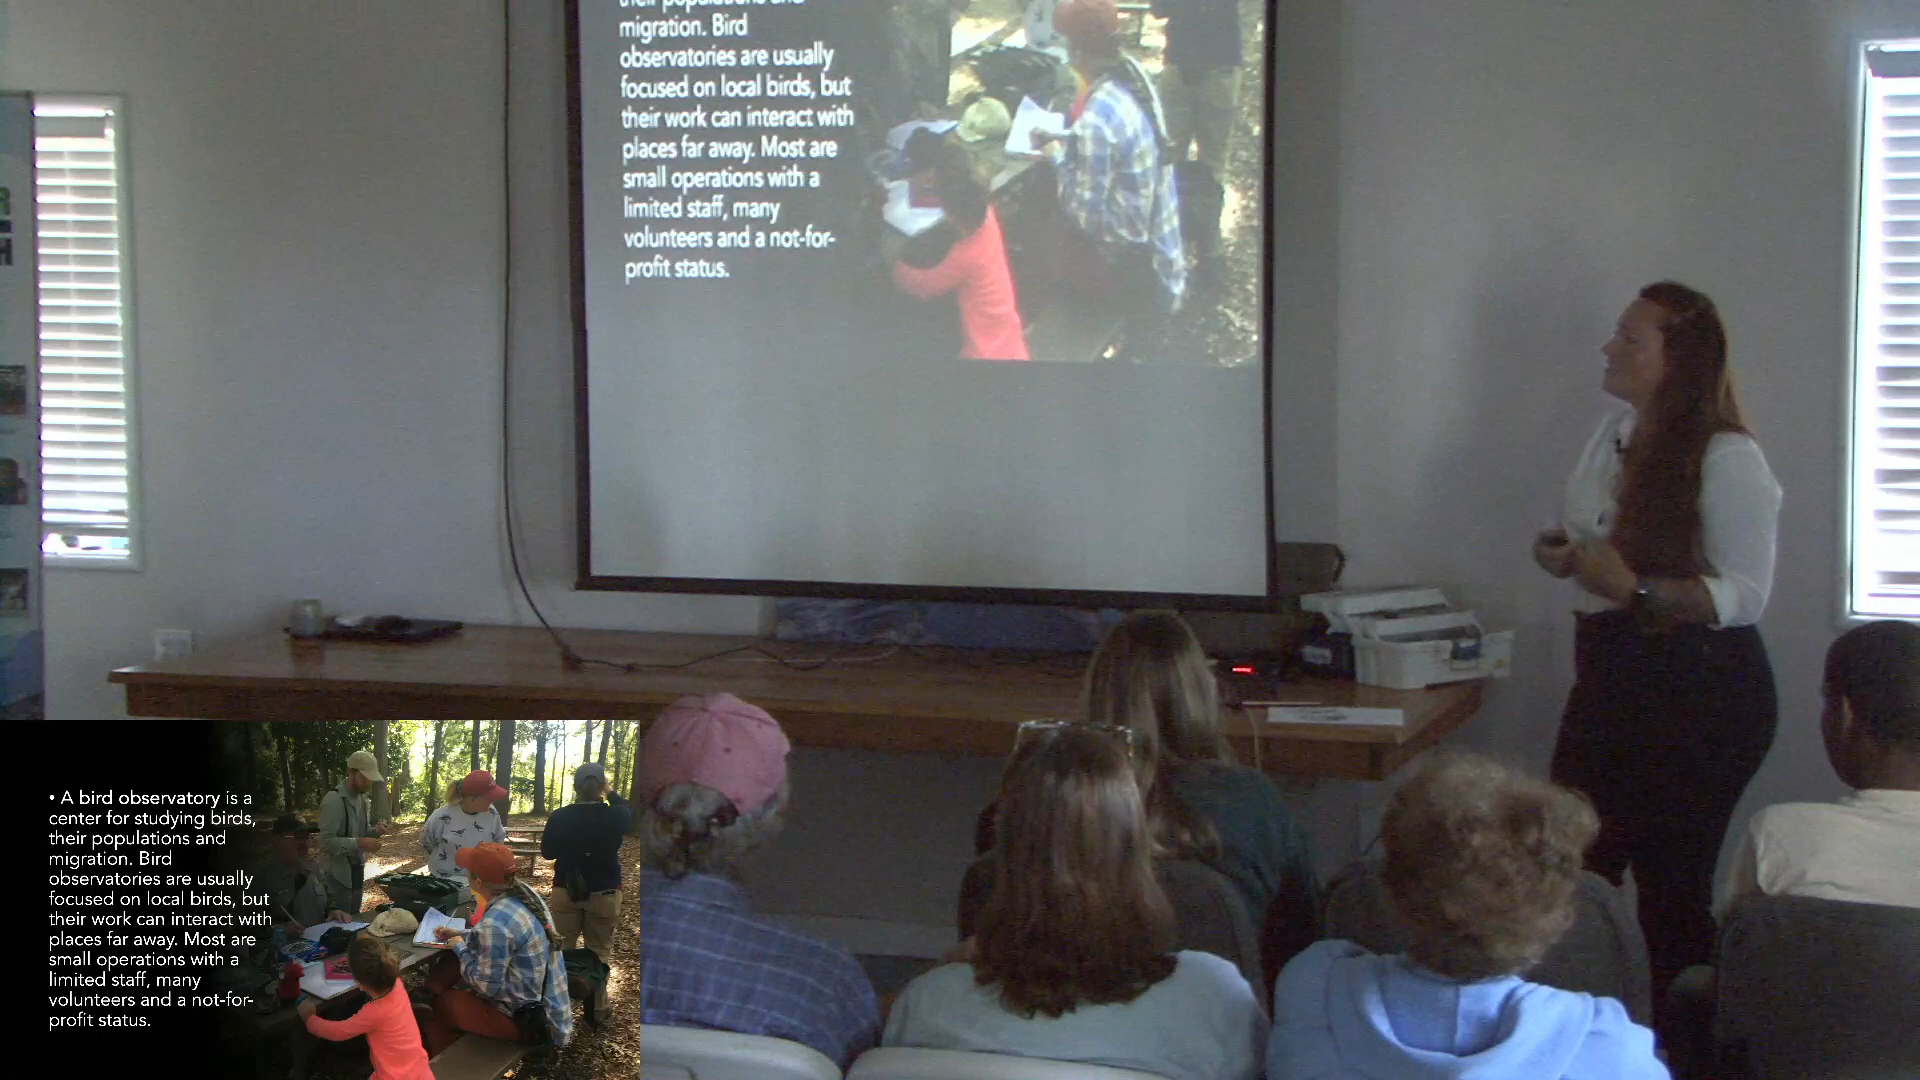 their populations and
migration. Bird
observatories are usually
focused on local birds, but
their work can interact with
places far away. Most are
small operations with a
limited staff, many
volunteers and a not-for-
profit status.
• A bird observatory is a
center for studying birds,
their populations and
migration. Bird
observatories are usually
focused on local birds, but
their work can interact with
places far away. Most are
small operations with a
limited staff, many
volunteers and a not-for-
profit status.